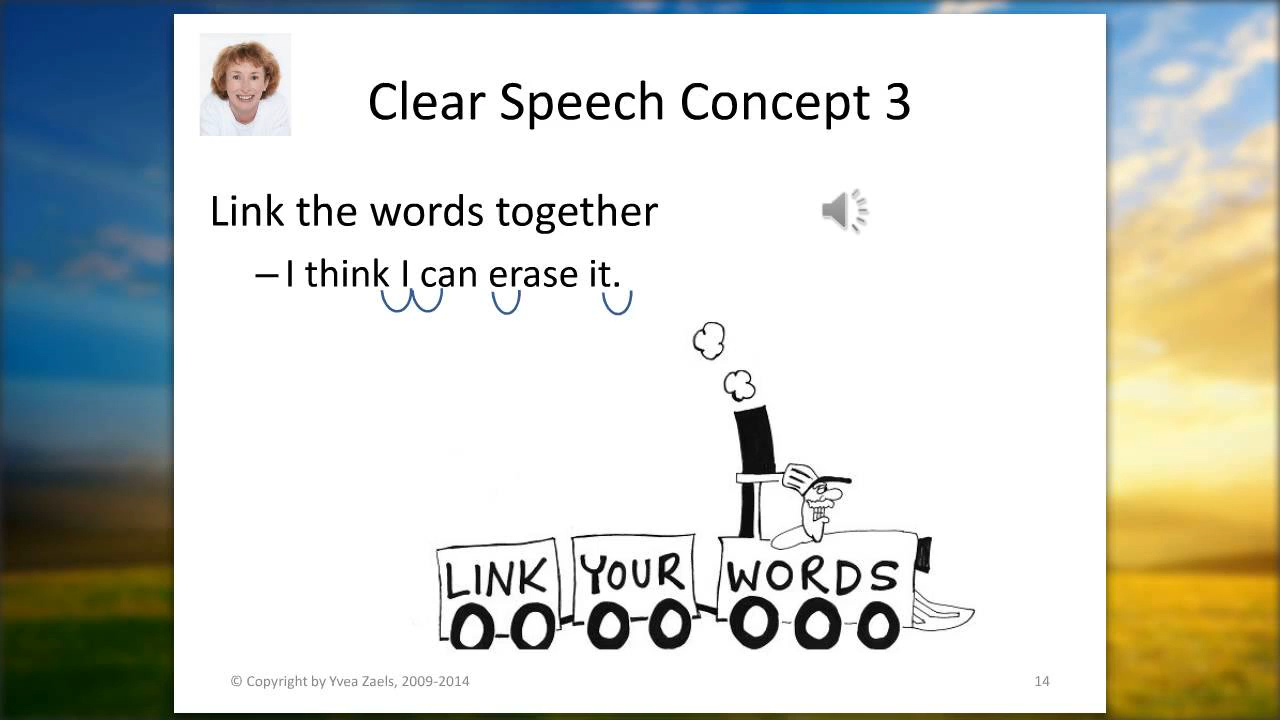 Clear Speech Concept 3
Link the words together
– I think I can erase it.
LINK YOUR WORDS
© Copyright by Yvea Zaels, 2009-2014
14